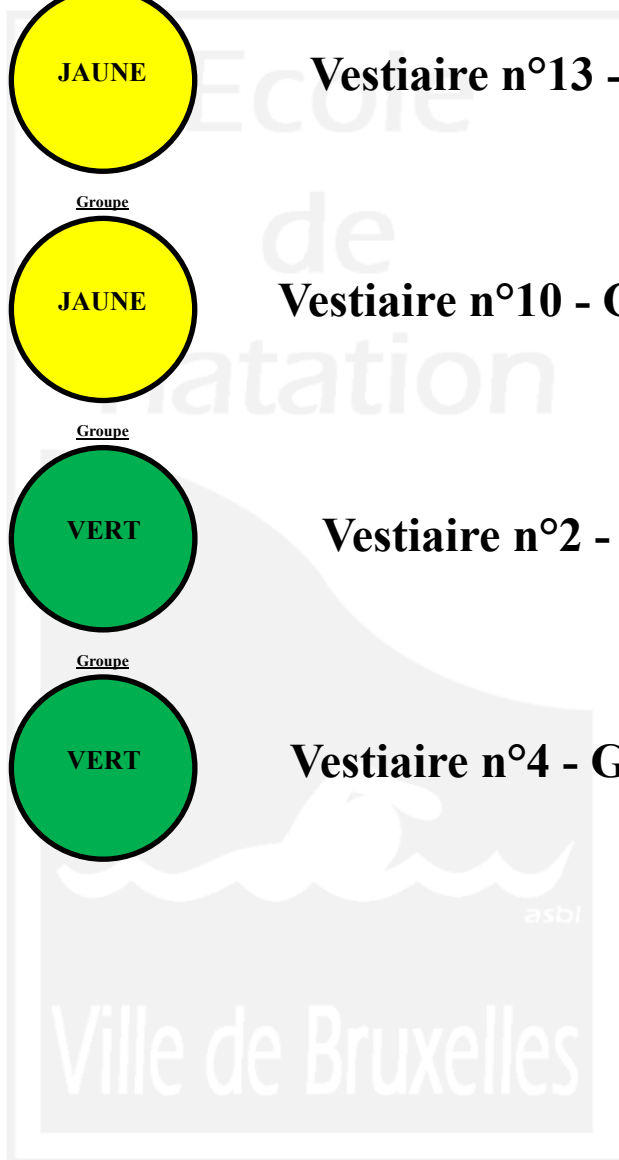 JAUNE
Vestiaire n°13 -
Groupe
JAUNE
Vestiaire n°10 -
Groupe
VERT
Vestiaire n°2 -
Groupe
VERT
Vestiaire n°4 - G
Ecole
de
natation
asbl
Ville de Bruxelles